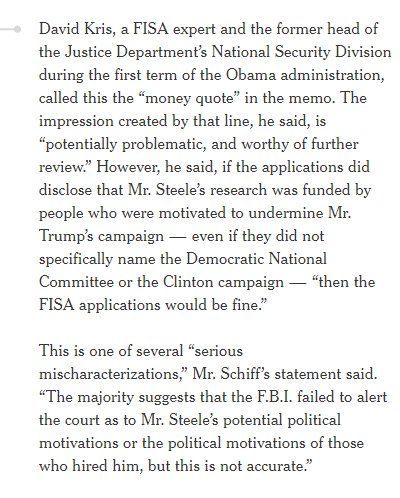 David Kris, a FISA expert and the former head of
the Justice Department’s National Security Division
during the first term of the Obama administration,
called this the “money quote” in the memo. The
impression created by that line, he said, is
“potentially problematic, and worthy of further
review.” However, he said, if the applications did
disclose that Mr. Steele’s research was funded by
people who were motivated to undermine Mr.
Trump’s campaign — even if they did not
specifically name the Democratic National
Committee or the Clinton campaign — “then the
FISA applications would be fine.”
This is one of several “serious
mischaracterizations,” Mr. Schiff’s statement said.
“The majority suggests that the F.B.I. failed to alert
the court as to Mr. Steele’s potential political
motivations or the political motivations of those
who hired him, but this is not accurate.”